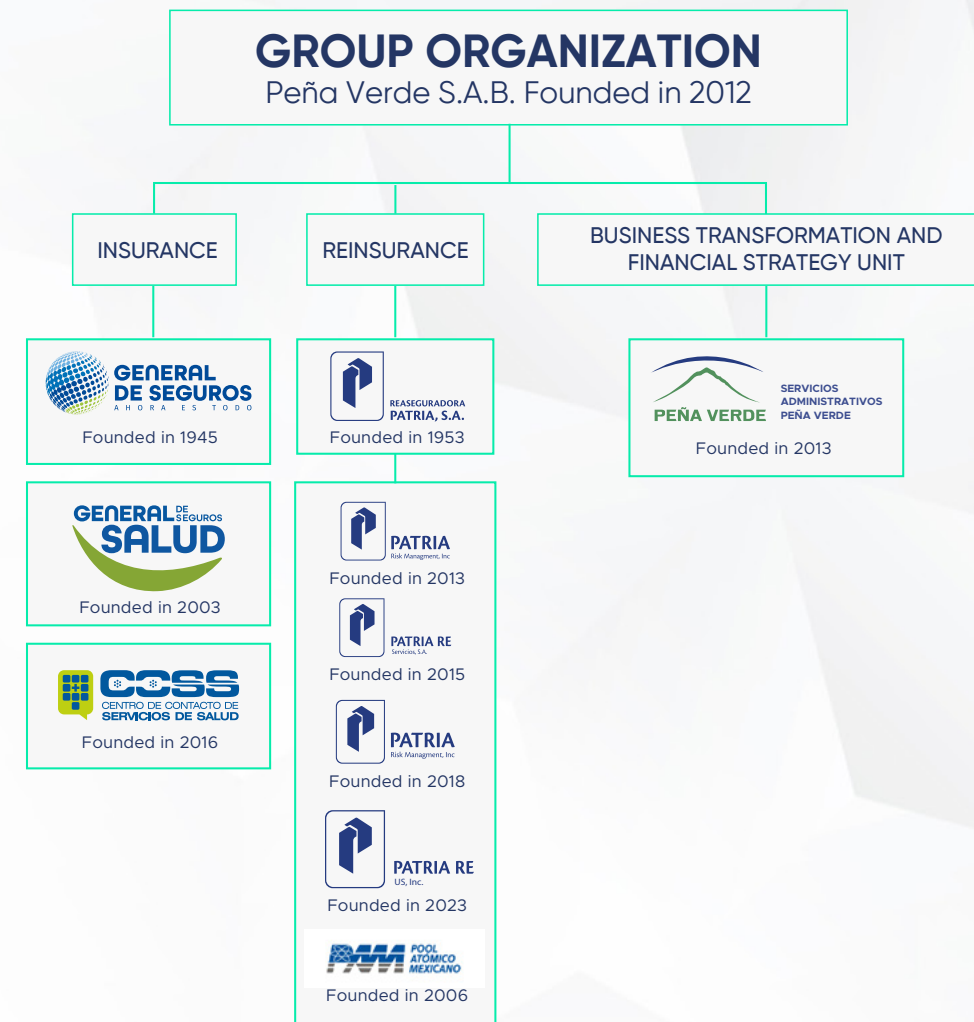 GROUP ORGANIZATION
Peña Verde S.A.B. Founded in 2012
INSURANCE
REINSURANCE
BUSINESS TRANSFORMATION AND
FINANCIAL STRATEGY UNIT
GENERAL
DE SEGUROS
AHORA ES TODO
Founded in 1945
GENERAL DE SEGUROS
SALUD
Founded in 2003
CCSS
CENTRO DE CONTACTO DE
SERVICIOS DE SALUD
Founded in 2016
REASEGURADORA
PATRIA, S.A.
Founded in 1953
PATRIA
Risk Managment, Inc
Founded in 2013
PATRIA RE
Servicios, S.A.
Founded in 2015
PATRIA
Risk Managment, Inc
Founded in 2018
PATRIA RE
US, Inc.
Founded in 2023
PAM POOL
ATÓMICO
MEXICANO
Founded in 2006
PEÑA VERDE
SERVICIOS
ADMINISTRATIVOS
PEÑA VERDE
Founded in 2013